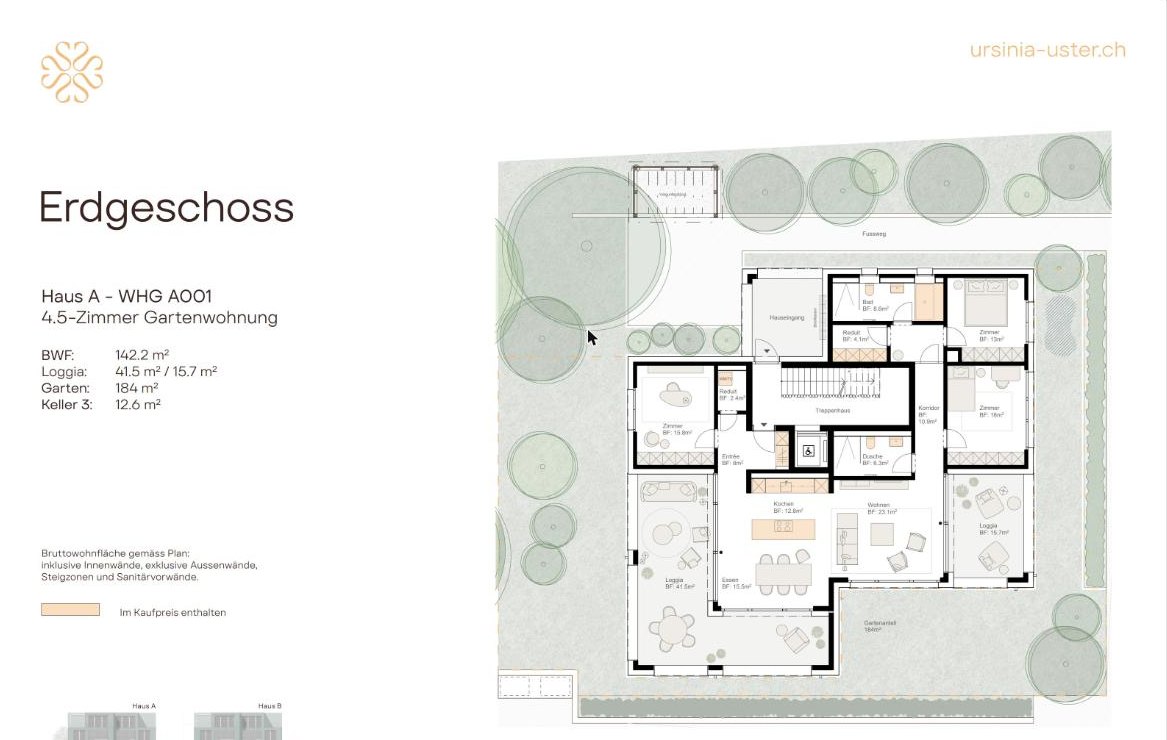 ursinia-uster.ch
Erdgeschoss
Haus A - WHG A001
4.5-Zimmer Gartenwohnung
BWF: 142.2 m²
Loggia: 41.5 m² / 15.7 m²
Garten: 184 m²
Keller 3: 12.6 m²
Bruttowohnfläche gemäss Plan:
inklusive Innenwände, exklusive Aussenwände,
Steigzonen und Sanitärvorwände.
Im Kaufpreis enthalten
Haus A
Haus B
Fussweg
Hauseingang
Bad
Reduit
BF: 4.1m²
Zimmer
BF: 13m²
Reduit
BF: 2.4m²
Treppenhaus
Korridor
BF:
10.9m²
Zimmer
BF: 16m²
Zimmer
BF: 15.8m²
Entrée
BF: 8m²
Dusche
BF: 6.3m²
Kochen
BF: 12.8m²
Wohnen
BF: 23.1m²
Loggia
BF: 15.7m²
Loggia
BF: 41.5m²
Essen
BF: 15.5m²
Gartenanteil
184m²